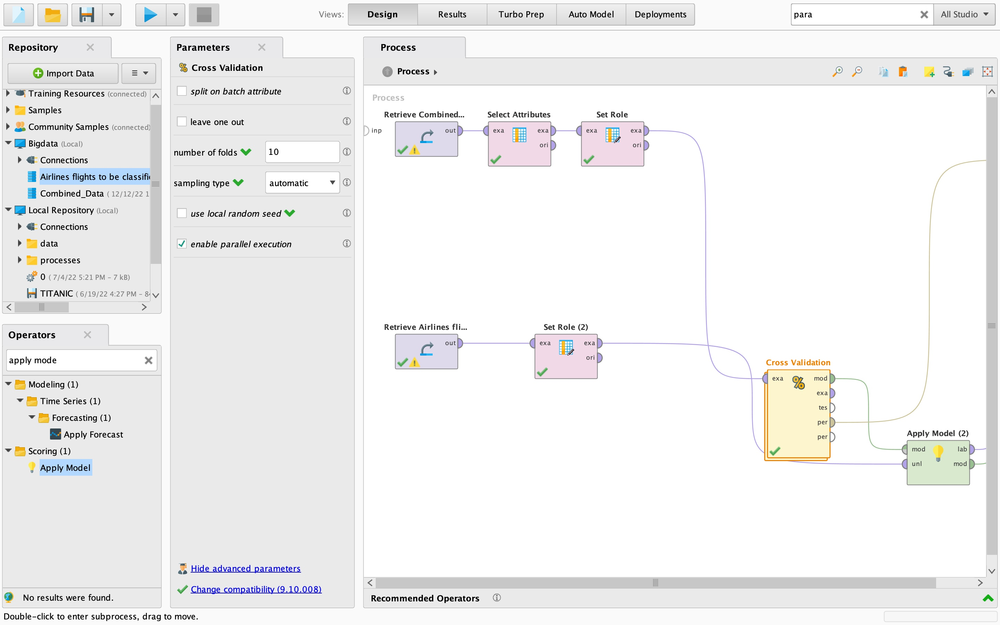 Views: Design Results Turbo Prep Auto Model Deployments para All Studio
Repository
Import Data
Training Resources (connected)
Samples
Community Samples (connected)
Bigdata (Local)
Connections
Airlines flights to be classifi
Combined_Data ( 12/12/22 1
Local Repository (Local)
Connections
data
processes
0 ( 7/4/22 5:21 PM – 7 kB)
TITANIC ( 6/19/22 4:27 PM – 84
Operators
apply mode
Modeling (1)
Time Series (1)
Forecasting (1)
Apply Forecast
Scoring (1)
Apply Model
No results were found.
Parameters
% Cross Validation
split on batch attribute
leave one out
number of folds 10
sampling type automatic
use local random seed
enable parallel execution
Hide advanced parameters
Change compatibility (9.10.008)
Process
Process
Process
Retrieve Combined... Select Attributes Set Role
inp out exa exa exa exa
ori ori
Retrieve Airlines fli... Set Role (2)
out exa exa
ori
Cross Validation
exa % mod
exa
tes
per
per
Apply Model (2)
mod lab
unl mod
Recommended Operators
Double-click to enter subprocess, drag to move.